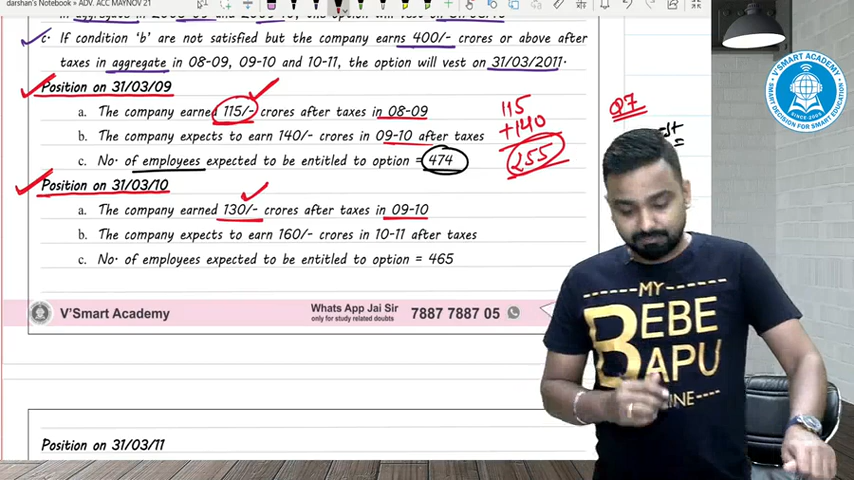 darshan's Notebook » ADV. ACC MAYNOV 21
c. If condition 'b' are not satisfied but the company earns 400/- crores or above after
taxes in aggregate in 08-09, 09-10 and 10-11, the option will vest on 31/03/2011.
Position on 31/03/09
a. The company earned 115/- crores after taxes in 08-09
b. The company expects to earn 140/- crores in 09-10 after taxes
c. No. of employees expected to be entitled to option = 474
115
+140
255
Q7
Position on 31/03/10
a. The company earned 130/- crores after taxes in 09-10
b. The company expects to earn 160/- crores in 10-11 after taxes
c. No. of employees expected to be entitled to option = 465
V'Smart Academy
Whats App Jai Sir
only for study related doubts
7887 7887 05
Position on 31/03/11
V'SMART ACADEMY
SINCE-2005
VISION OF SMART EDUCATION
MY
BEBE
BAPU